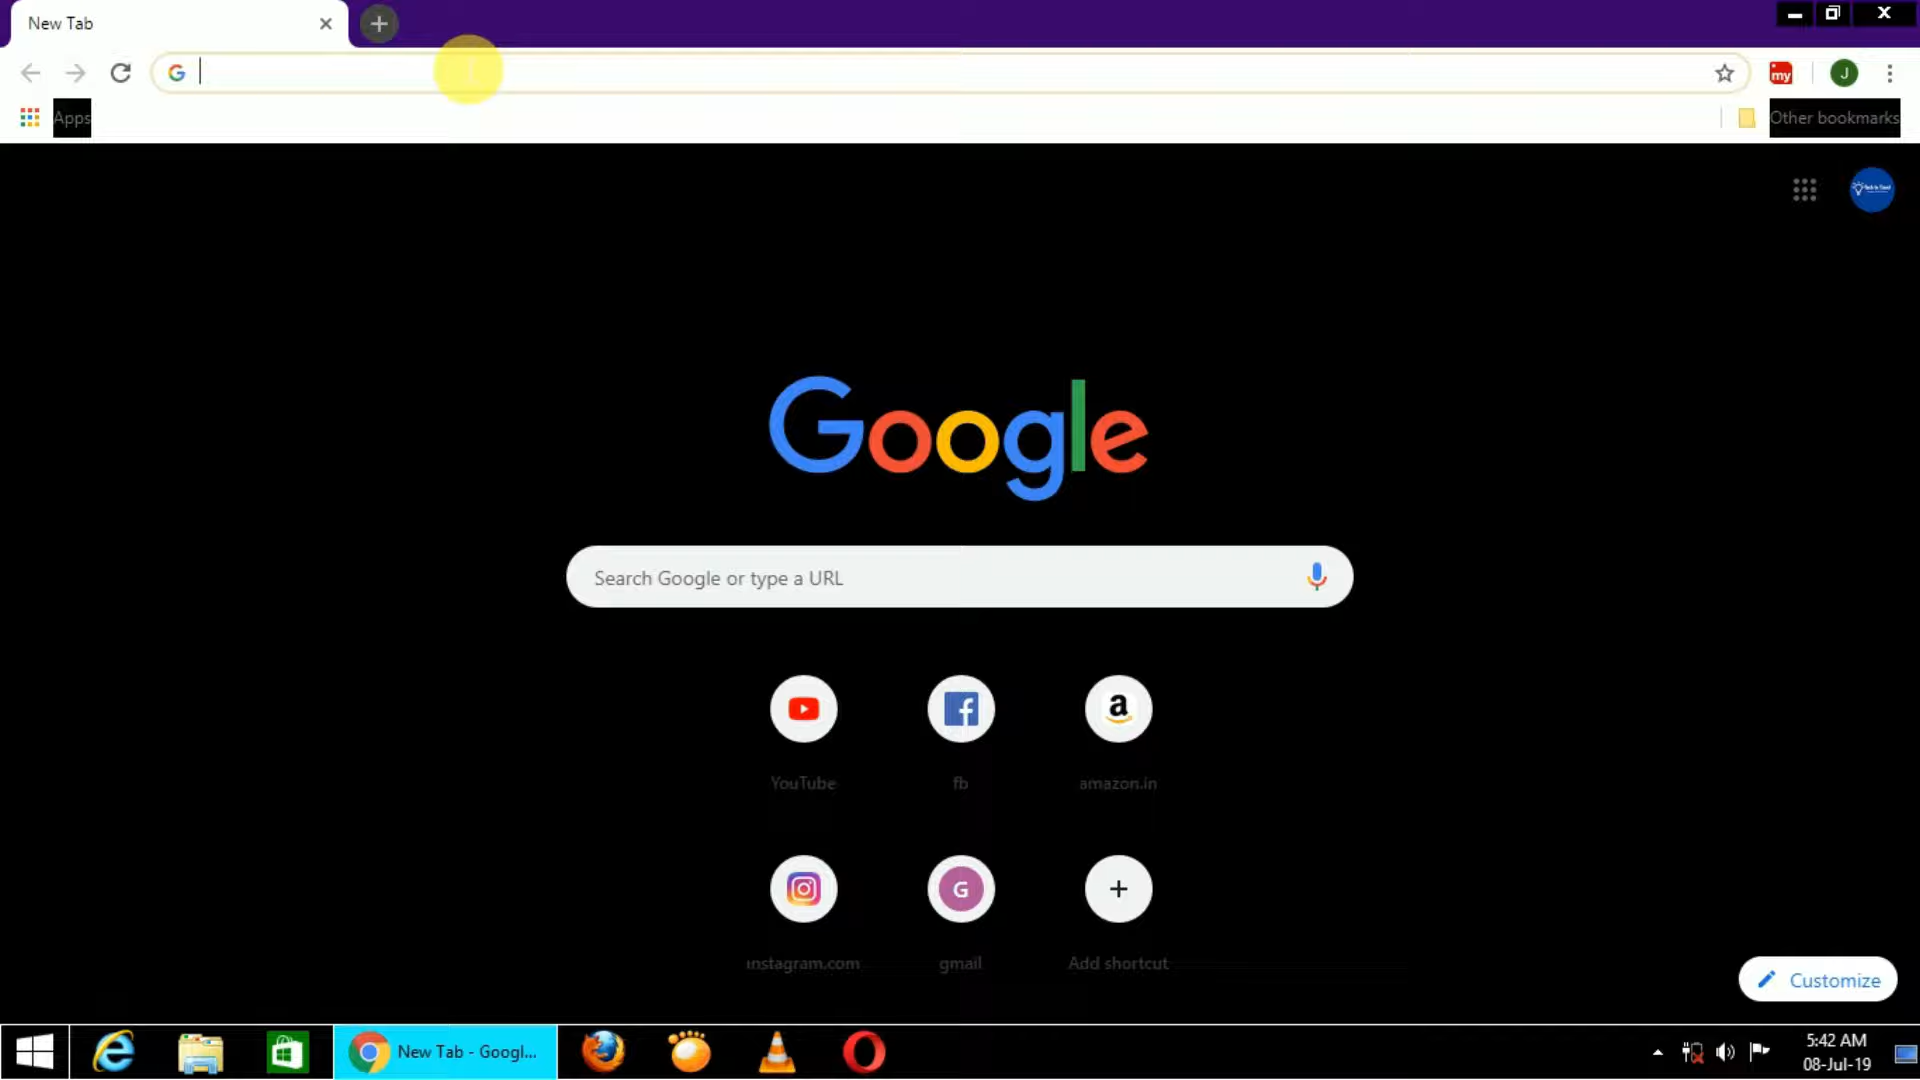 New Tab
my
J
Apps
Other bookmarks
Google
Search Google or type a URL
YouTube
fb
amazon.in
instagram.com
G
gmail
Add shortcut
Customize
New Tab - Googl...
5:42 AM
08-Jul-19